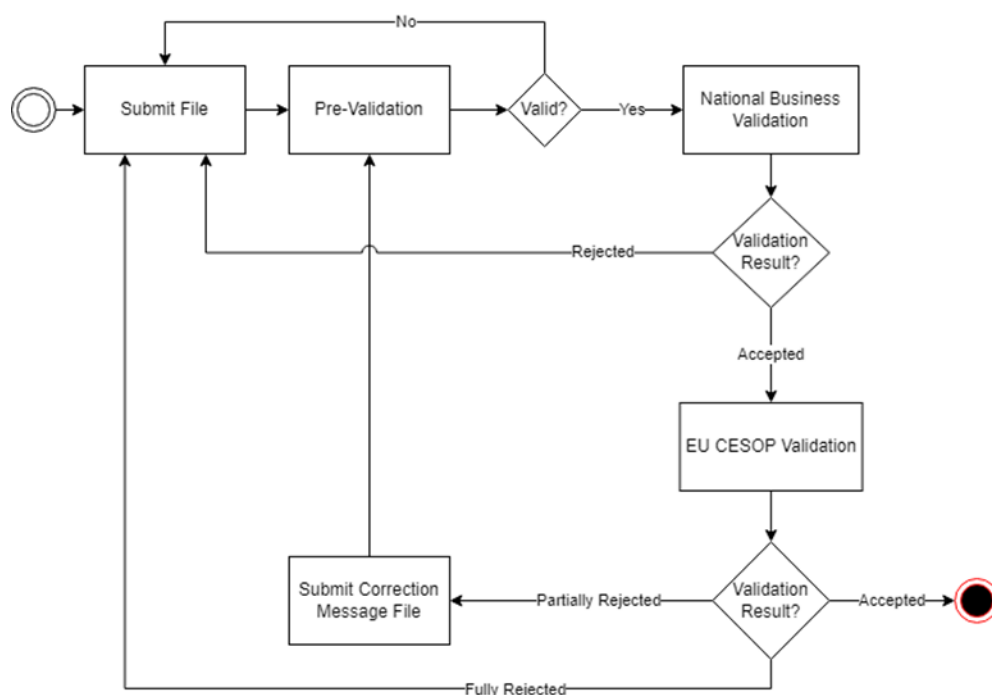 No
Submit File
Pre-Validation
Valid?
Yes
National Business
Validation
Rejected
Validation
Result?
Accepted
EU CESOP Validation
Submit Correction
Message File
Partially Rejected
Validation
Result?
Accepted
Fully Rejected